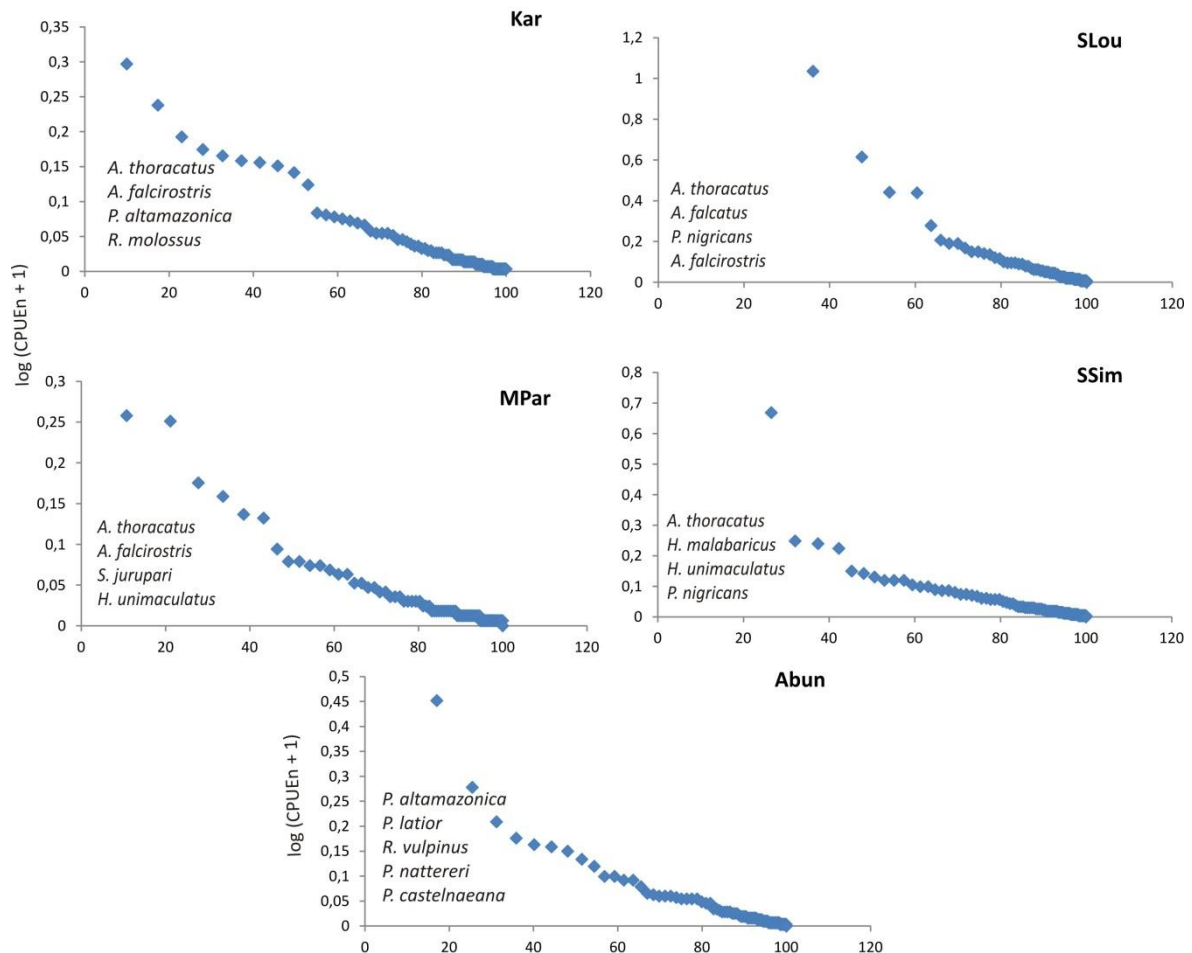 Kar
0,35
0,3
0,25
0,2
0,15
0,1
0,05
0
A. thoracatus
A. falcirostris
P. altamazonica
R. molossus
0 20 40 60 80 100 120
SLou
1,2
1
0,8
0,6
0,4
0,2
0
A. thoracatus
A. falcatus
P. nigricans
A. falcirostris
0 20 40 60 80 100 120
log (CPUEn + 1)
MPar
0,3
0,25
0,2
0,15
0,1
0,05
0
A. thoracatus
A. falcirostris
S. jurupari
H. unimaculatus
0 20 40 60 80 100 120
SSim
0,8
0,7
0,6
0,5
0,4
0,3
0,2
0,1
0
A. thoracatus
H. malabaricus
H. unimaculatus
P. nigricans
0 20 40 60 80 100 120
Abun
log (CPUEn + 1)
0,5
0,45
0,4
0,35
0,3
0,25
0,2
0,15
0,1
0,05
0
P. altamazonica
P. latior
R. vulpinus
P. nattereri
P. castelnaeana
0 20 40 60 80 100 120